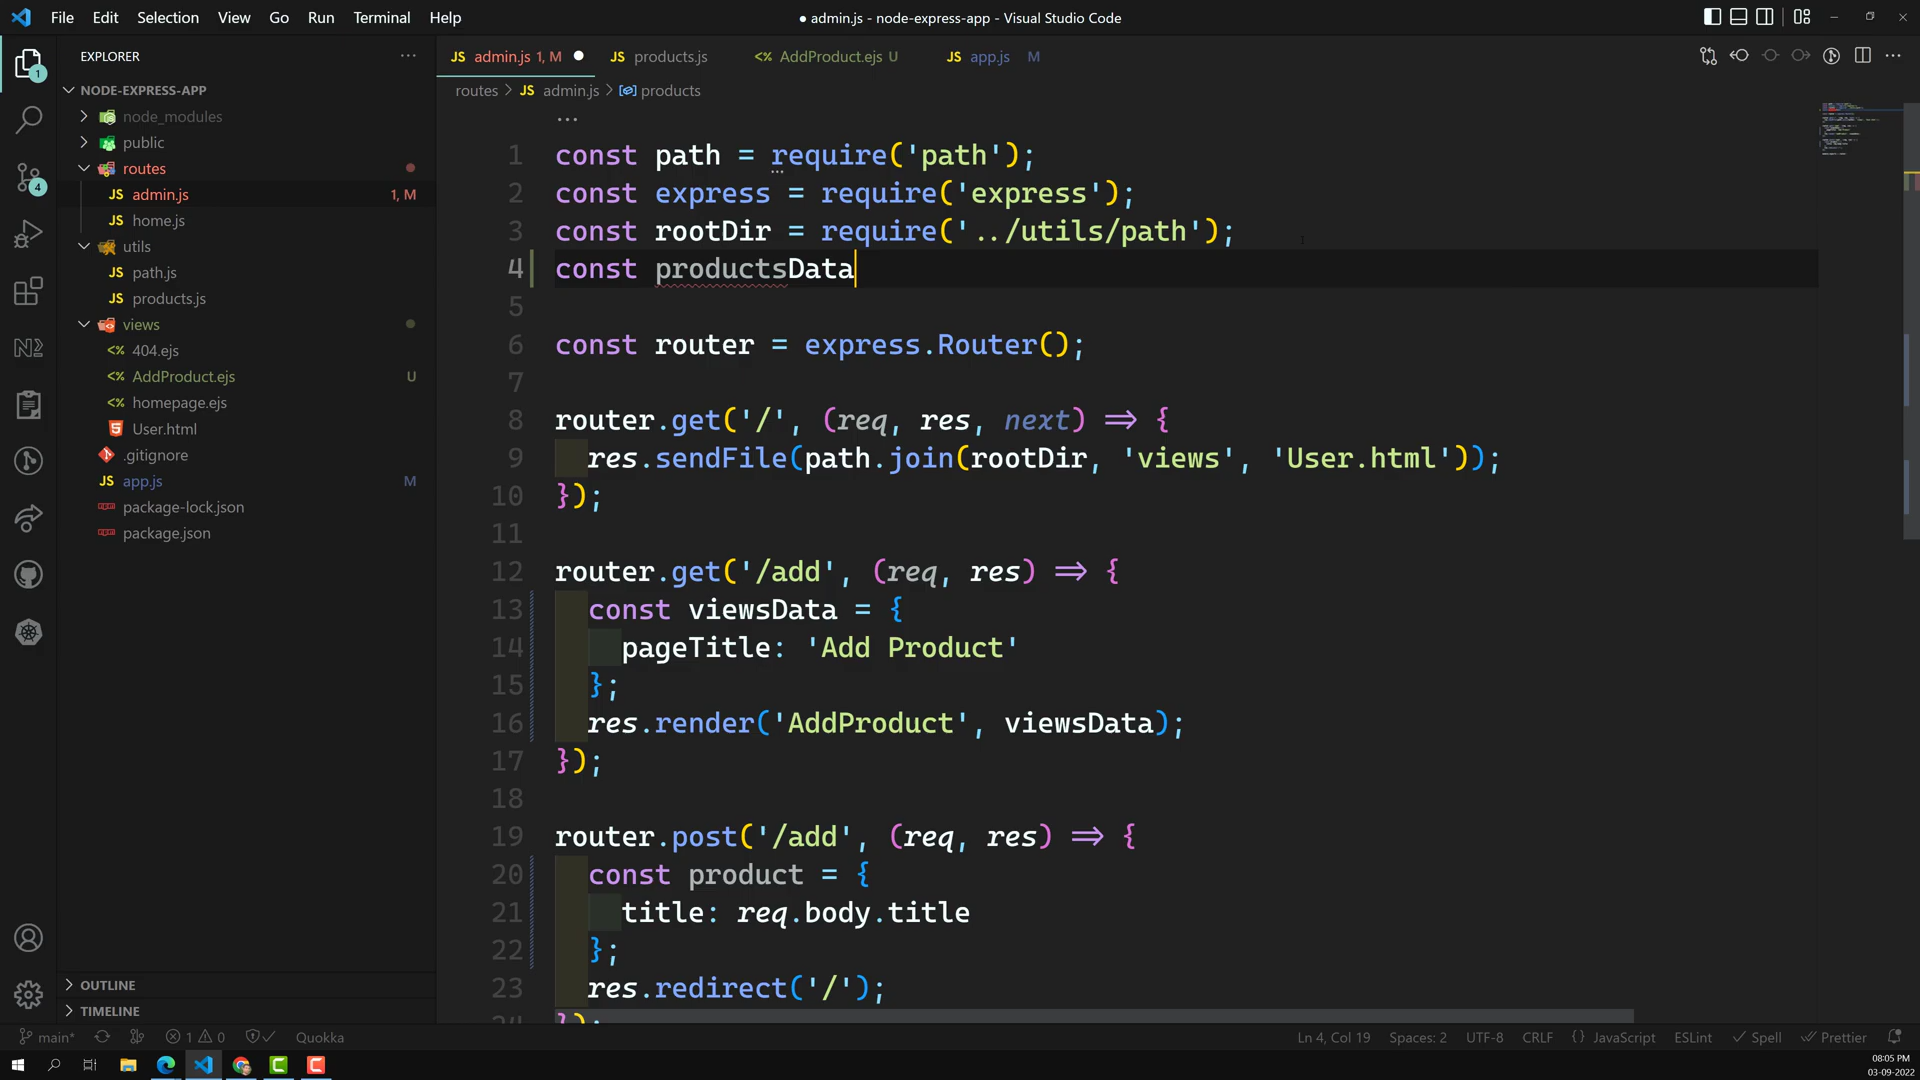 File Edit Selection View Go Run Terminal Help
● admin.js - node-express-app - Visual Studio Code
EXPLORER ...
NODE-EXPRESS-APP
node_modules
public
routes
JS admin.js 1, M
JS home.js
utils
JS path.js
JS products.js
views
<% 404.ejs
<% AddProduct.ejs U
<% homepage.ejs
User.html
.gitignore
JS app.js M
package-lock.json
package.json
OUTLINE
TIMELINE
1
4
JS admin.js 1, M ● JS products.js <% AddProduct.ejs U JS app.js M
routes > JS admin.js > products
...
1 const path = require('path');
2 const express = require('express');
3 const rootDir = require('../utils/path');
4 const productsData
5
6 const router = express.Router();
7
8 router.get('/', (req, res, next) => {
9 res.sendFile(path.join(rootDir, 'views', 'User.html'));
10 });
11
12 router.get('/add', (req, res) => {
13 const viewsData = {
14 pageTitle: 'Add Product'
15 };
16 res.render('AddProduct', viewsData);
17 });
18
19 router.post('/add', (req, res) => {
20 const product = {
21 title: req.body.title
22 };
23 res.redirect('/');
24 });
main* 1 0 Quokka Ln 4, Col 19 Spaces: 2 UTF-8 CRLF {} JavaScript ESLint Spell Prettier
08:05 PM
03-09-2022